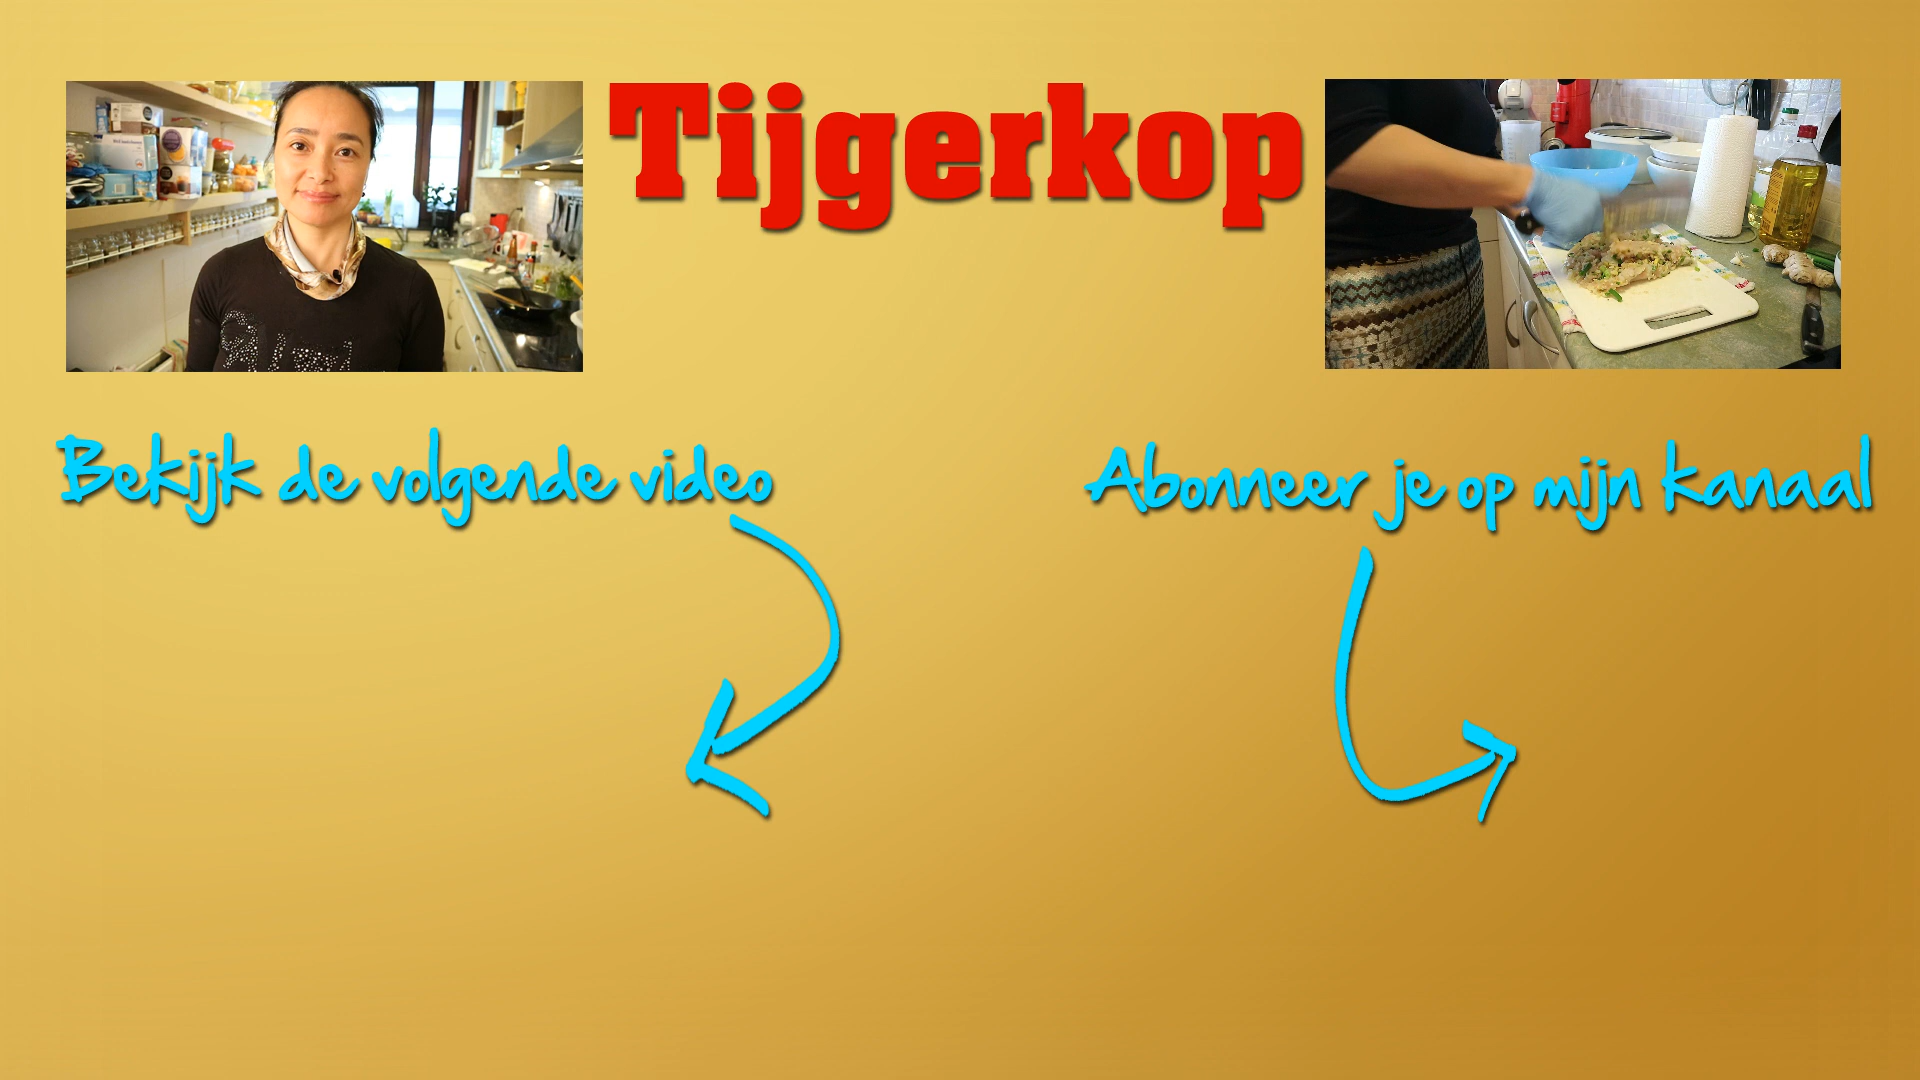 Tijgerkop
Bekijk de volgende video
Abonneer je op mijn kanaal